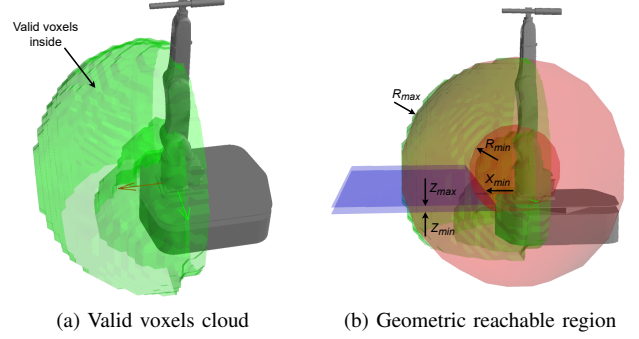 Valid voxels
inside
R_max
R_min
X_min
Z_max
Z_min
(a) Valid voxels cloud
(b) Geometric reachable region